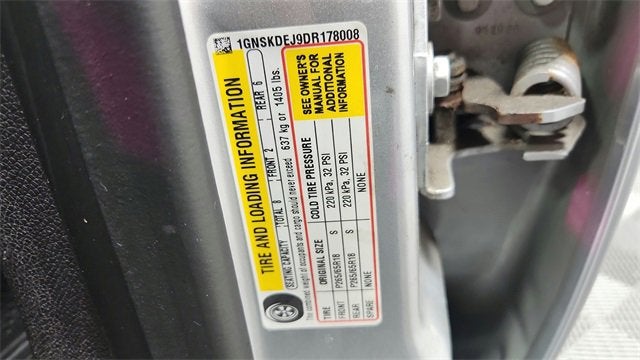 1GNSKDEJ9DR178008
TIRE AND LOADING INFORMATION
SEATING CAPACITY TOTAL 8 FRONT 2 REAR 6
The combined weight of occupants and cargo should never exceed 637 kg or 1405 lbs.
TIRE ORIGINAL SIZE COLD TIRE PRESSURE
FRONT P265/65R18 S 220 kPa, 32 PSI
REAR P265/65R18 S 220 kPa, 32 PSI
SPARE NONE NONE
SEE OWNER'S
MANUAL FOR
ADDITIONAL
INFORMATION